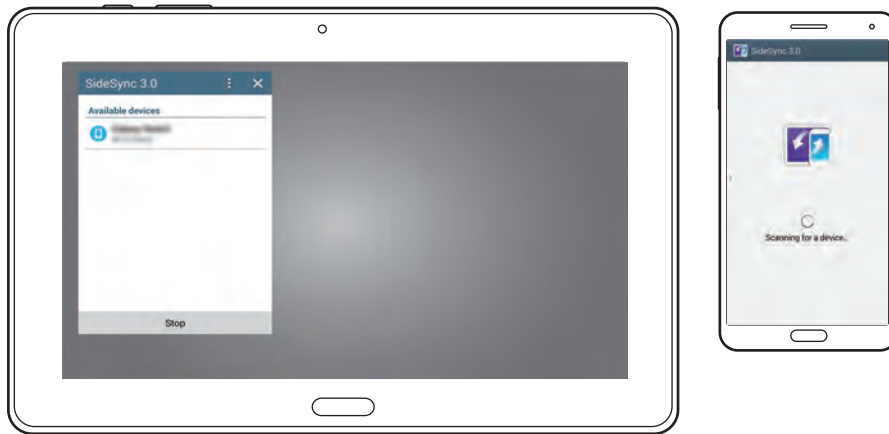 SideSync 3.0
Available devices
Stop
SideSync 3.0
Scanning for a device..